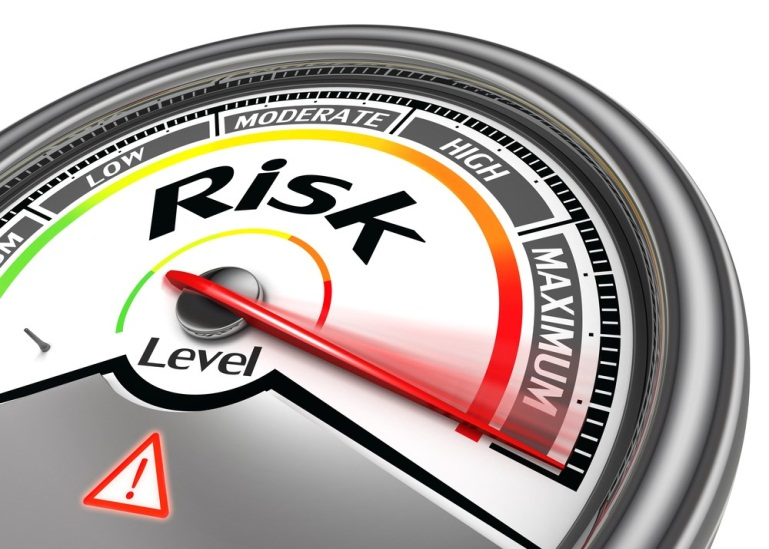 LOW
MODERATE
HIGH
MAXIMUM
Risk
Level
!